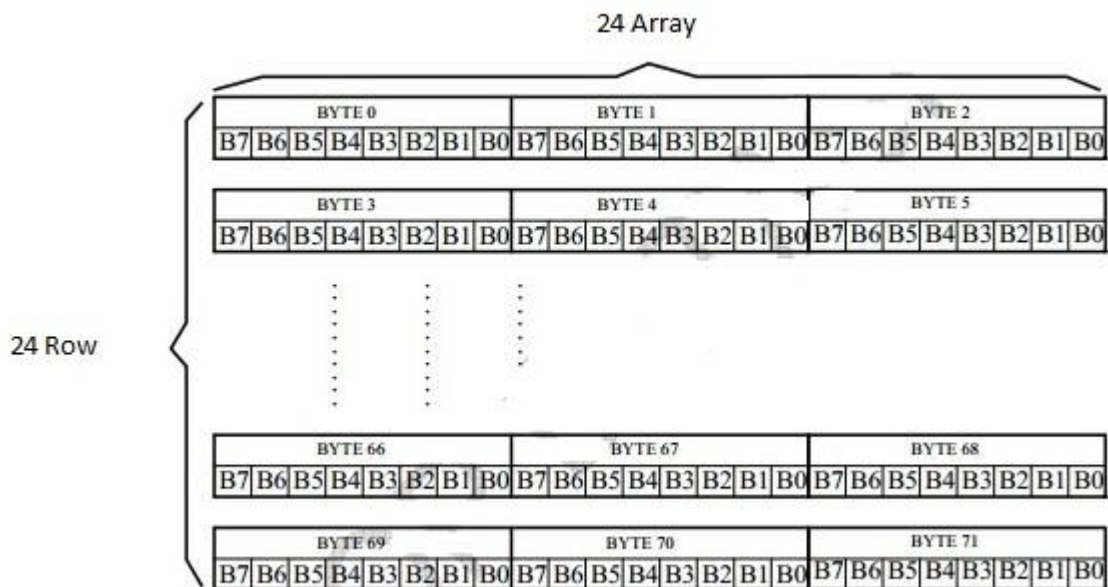 24 Array
BYTE 0 BYTE 1 BYTE 2
B7 B6 B5 B4 B3 B2 B1 B0 B7 B6 B5 B4 B3 B2 B1 B0 B7 B6 B5 B4 B3 B2 B1 B0
BYTE 3 BYTE 4 BYTE 5
B7 B6 B5 B4 B3 B2 B1 B0 B7 B6 B5 B4 B3 B2 B1 B0 B7 B6 B5 B4 B3 B2 B1 B0
24 Row
BYTE 66 BYTE 67 BYTE 68
B7 B6 B5 B4 B3 B2 B1 B0 B7 B6 B5 B4 B3 B2 B1 B0 B7 B6 B5 B4 B3 B2 B1 B0
BYTE 69 BYTE 70 BYTE 71
B7 B6 B5 B4 B3 B2 B1 B0 B7 B6 B5 B4 B3 B2 B1 B0 B7 B6 B5 B4 B3 B2 B1 B0